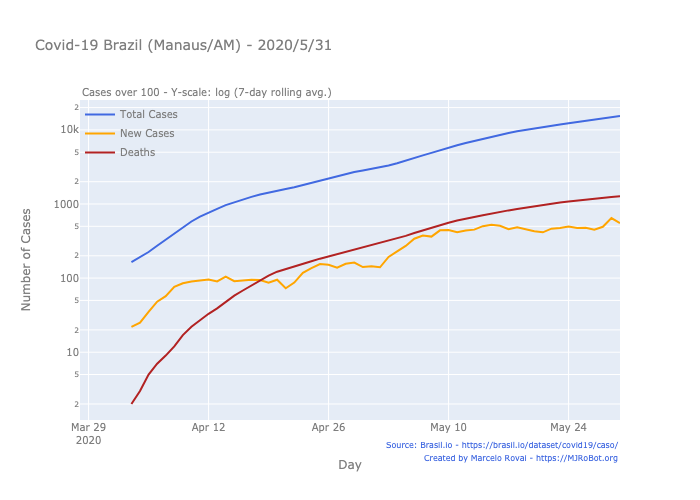 Covid-19 Brazil (Manaus/AM) - 2020/5/31
Cases over 100 - Y-scale: log (7-day rolling avg.)
Total Cases
New Cases
Deaths
2
10k
5
2
1000
5
2
100
5
2
10
5
2
Number of Cases
Mar 29
2020
Apr 12
Apr 26
May 10
May 24
Day
Source: Brasil.io - https://brasil.io/dataset/covid19/caso/
Created by Marcelo Rovai - https://MJRoBot.org